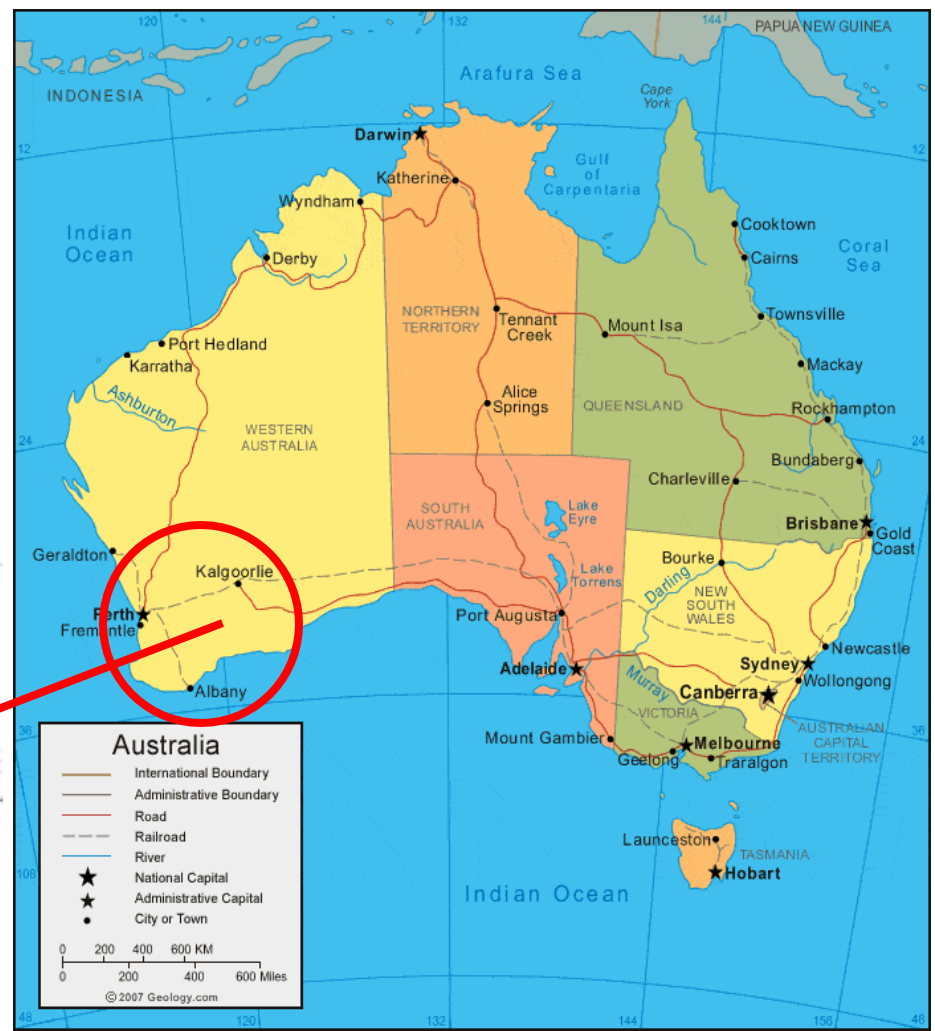 120
132
144
PAPUA NEW GUINEA
Arafura Sea
INDONESIA
Cape
York
Darwin
12
12
Gulf
of
Carpentaria
Katherine
Wyndham
Cooktown
Indian
Ocean
Coral
Sea
Derby
Cairns
NORTHERN
TERRITORY
Tennant
Creek
Townsville
Mount Isa
Port Hedland
Karratha
Mackay
Ashburton
Alice
Springs
QUEENSLAND
Rockhampton
WESTERN
AUSTRALIA
24
24
Bundaberg
Charleville
SOUTH
AUSTRALIA
Lake
Eyre
Brisbane
Gold
Coast
Geraldton
Kalgoorlie
Lake
Torrens
Bourke
Darling
NEW
SOUTH
WALES
Perth
Fremantle
Port Augusta
Newcastle
Adelaide
Sydney
Wollongong
Murray
Canberra
Albany
VICTORIA
36
36
AUSTRALIAN
CAPITAL
TERRITORY
Mount Gambier
Melbourne
Geelong
Traralgon
Australia
International Boundary
Administrative Boundary
Road
Railroad
River
National Capital
Administrative Capital
City or Town
0 200 400 600 KM
0 200 400 600 Miles
© 2007 Geology.com
Launceston
TASMANIA
Hobart
Indian Ocean
108
48
120
132
144
156
48